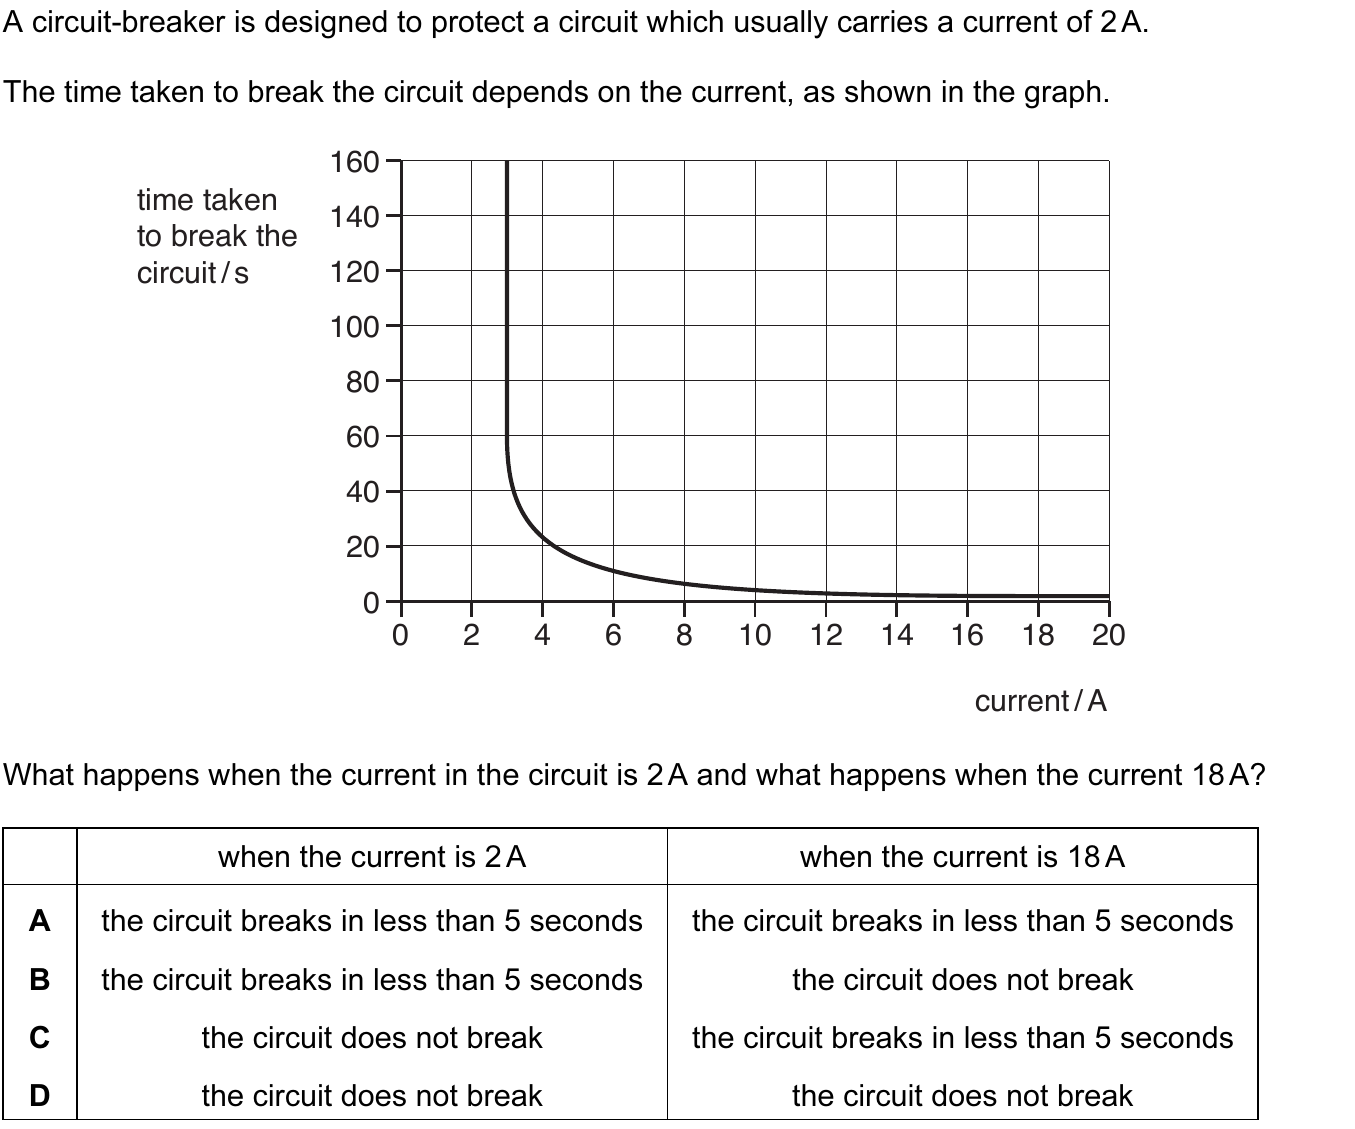 A circuit-breaker is designed to protect a circuit which usually carries a current of 2 A.
The time taken to break the circuit depends on the current, as shown in the graph.
time taken
to break the
circuit / s
160
140
120
100
80
60
40
20
0
0 2 4 6 8 10 12 14 16 18 20
current / A
What happens when the current in the circuit is 2 A and what happens when the current 18 A?
when the current is 2 A when the current is 18 A
A the circuit breaks in less than 5 seconds the circuit breaks in less than 5 seconds
B the circuit breaks in less than 5 seconds the circuit does not break
C the circuit does not break the circuit breaks in less than 5 seconds
D the circuit does not break the circuit does not break